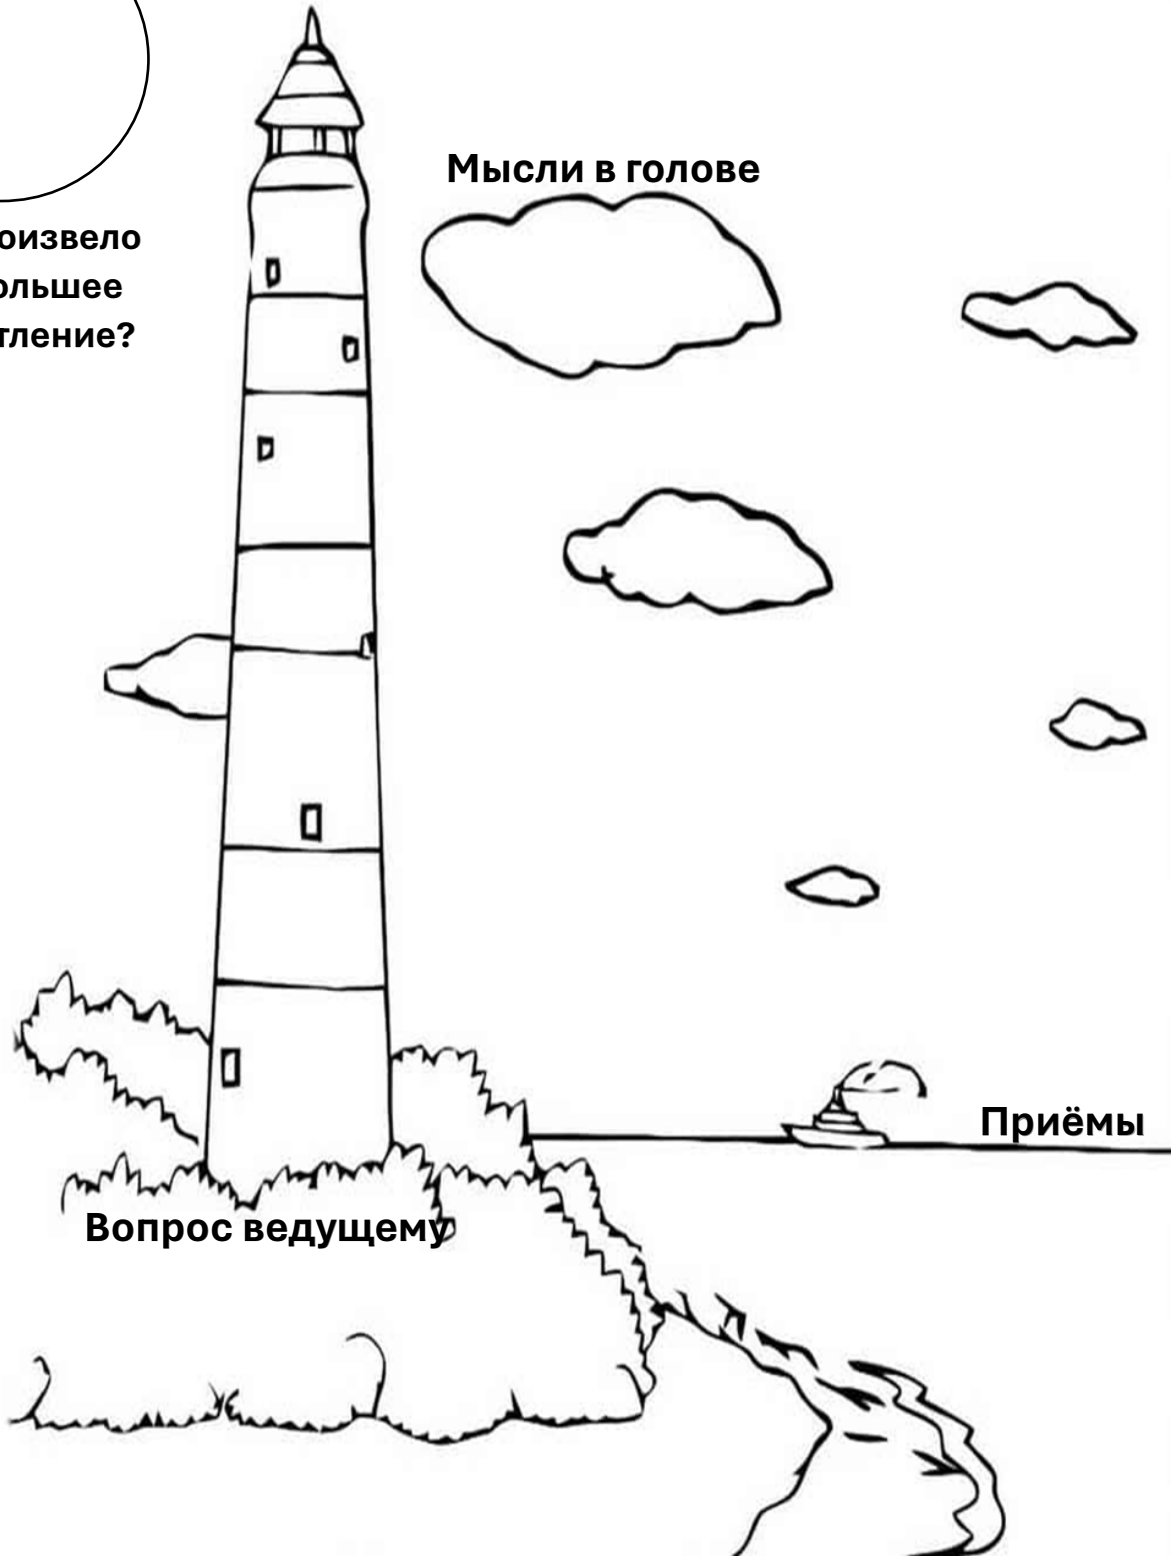 Мысли в голове
оизвело
ольшее
тление?
Приёмы
Вопрос ведущему